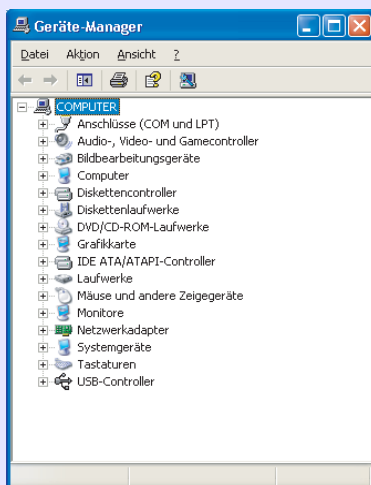 Geräte-Manager
Datei Aktion Ansicht ?
COMPUTER
Anschlüsse (COM und LPT)
Audio-, Video- und Gamecontroller
Bildbearbeitungsgeräte
Computer
Diskettencontroller
Diskettenlaufwerke
DVD/CD-ROM-Laufwerke
Grafikkarte
IDE ATA/ATAPI-Controller
Laufwerke
Mäuse und andere Zeigegeräte
Monitore
Netzwerkadapter
Systemgeräte
Tastaturen
USB-Controller